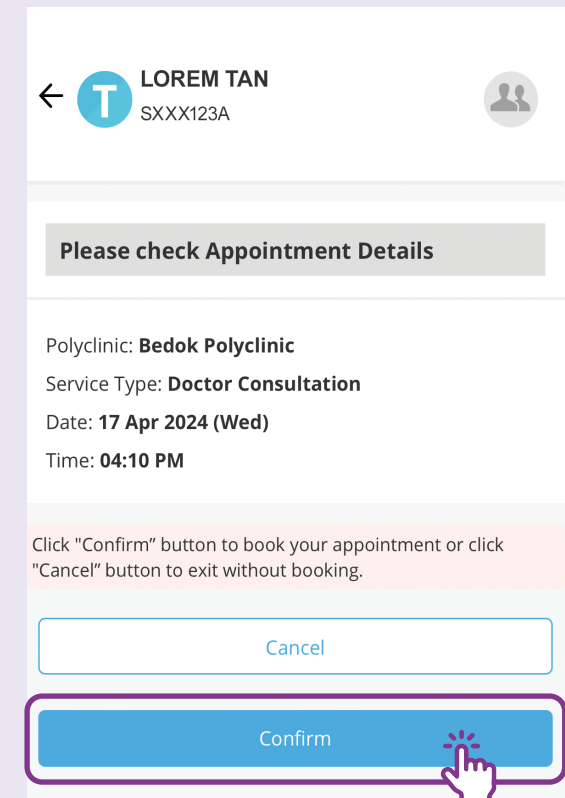 T
LOREM TAN
SXXX123A
Please check Appointment Details
Polyclinic: Bedok Polyclinic
Service Type: Doctor Consultation
Date: 17 Apr 2024 (Wed)
Time: 04:10 PM
Click "Confirm” button to book your appointment or click
"Cancel” button to exit without booking.
Cancel
Confirm